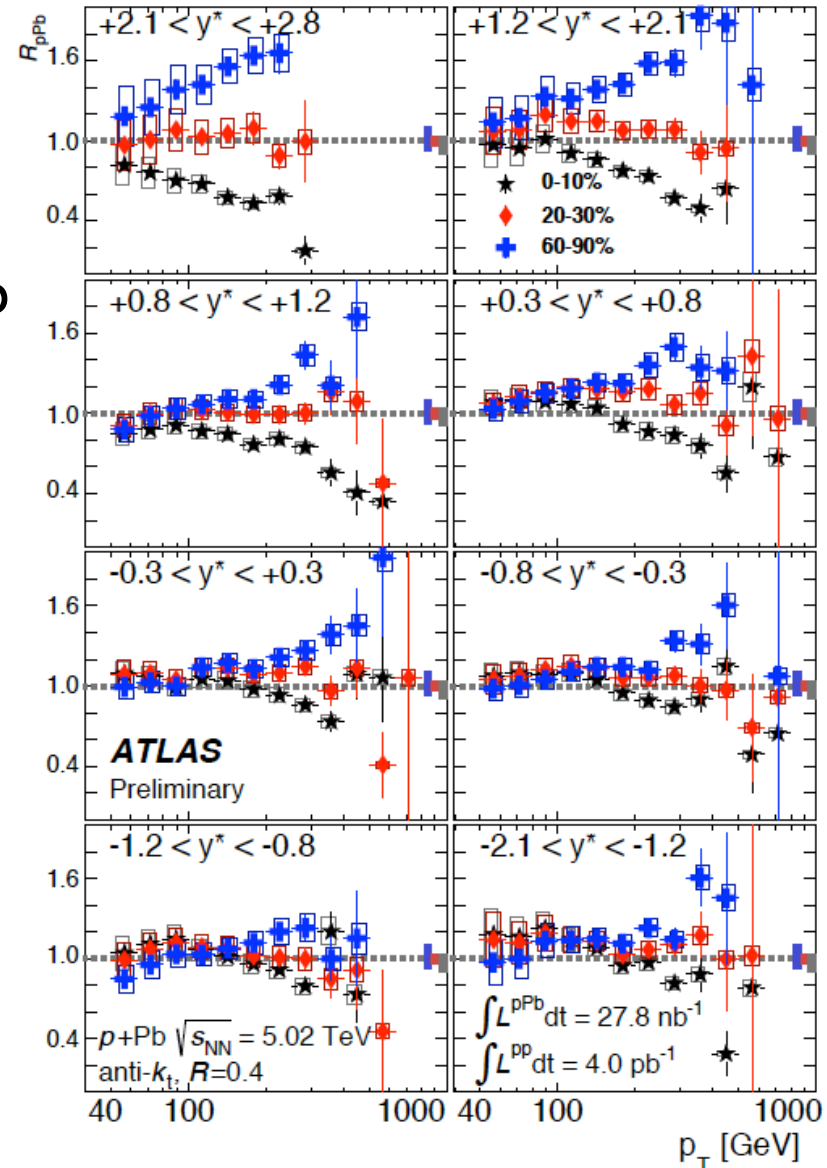 R_pPb
+2.1 < y* < +2.8
1.6
1.0
0.4
+1.2 < y* < +2.1
0-10%
20-30%
60-90%
+0.8 < y* < +1.2
1.6
1.0
0.4
+0.3 < y* < +0.8
-0.3 < y* < +0.3
1.6
1.0
0.4
ATLAS
Preliminary
-0.8 < y* < -0.3
-1.2 < y* < -0.8
1.6
1.0
0.4
p+Pb √s_NN = 5.02 TeV
anti-k_t, R=0.4
-2.1 < y* < -1.2
∫L^pPb dt = 27.8 nb^-1
∫L^pp dt = 4.0 pb^-1
40 100 1000
40 100 1000
p_T [GeV]